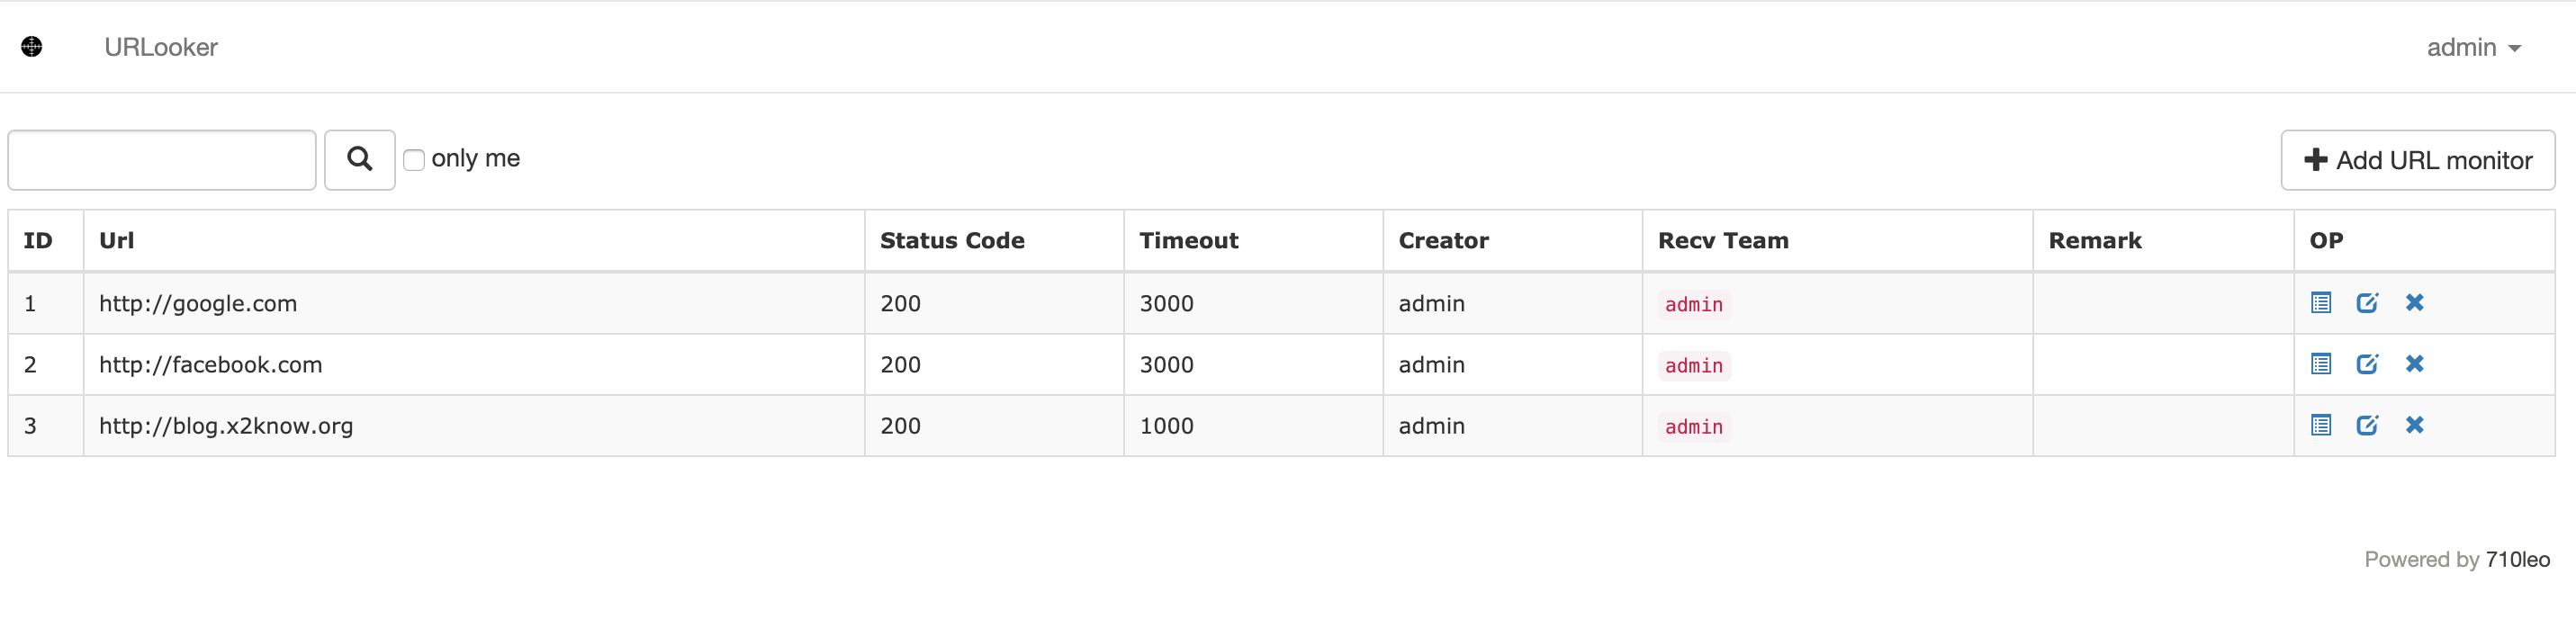 URLooker admin
only me Add URL monitor
ID Url Status Code Timeout Creator Recv Team Remark OP
1 http://google.com 200 3000 admin admin
2 http://facebook.com 200 3000 admin admin
3 http://blog.x2know.org 200 1000 admin admin
Powered by 710leo